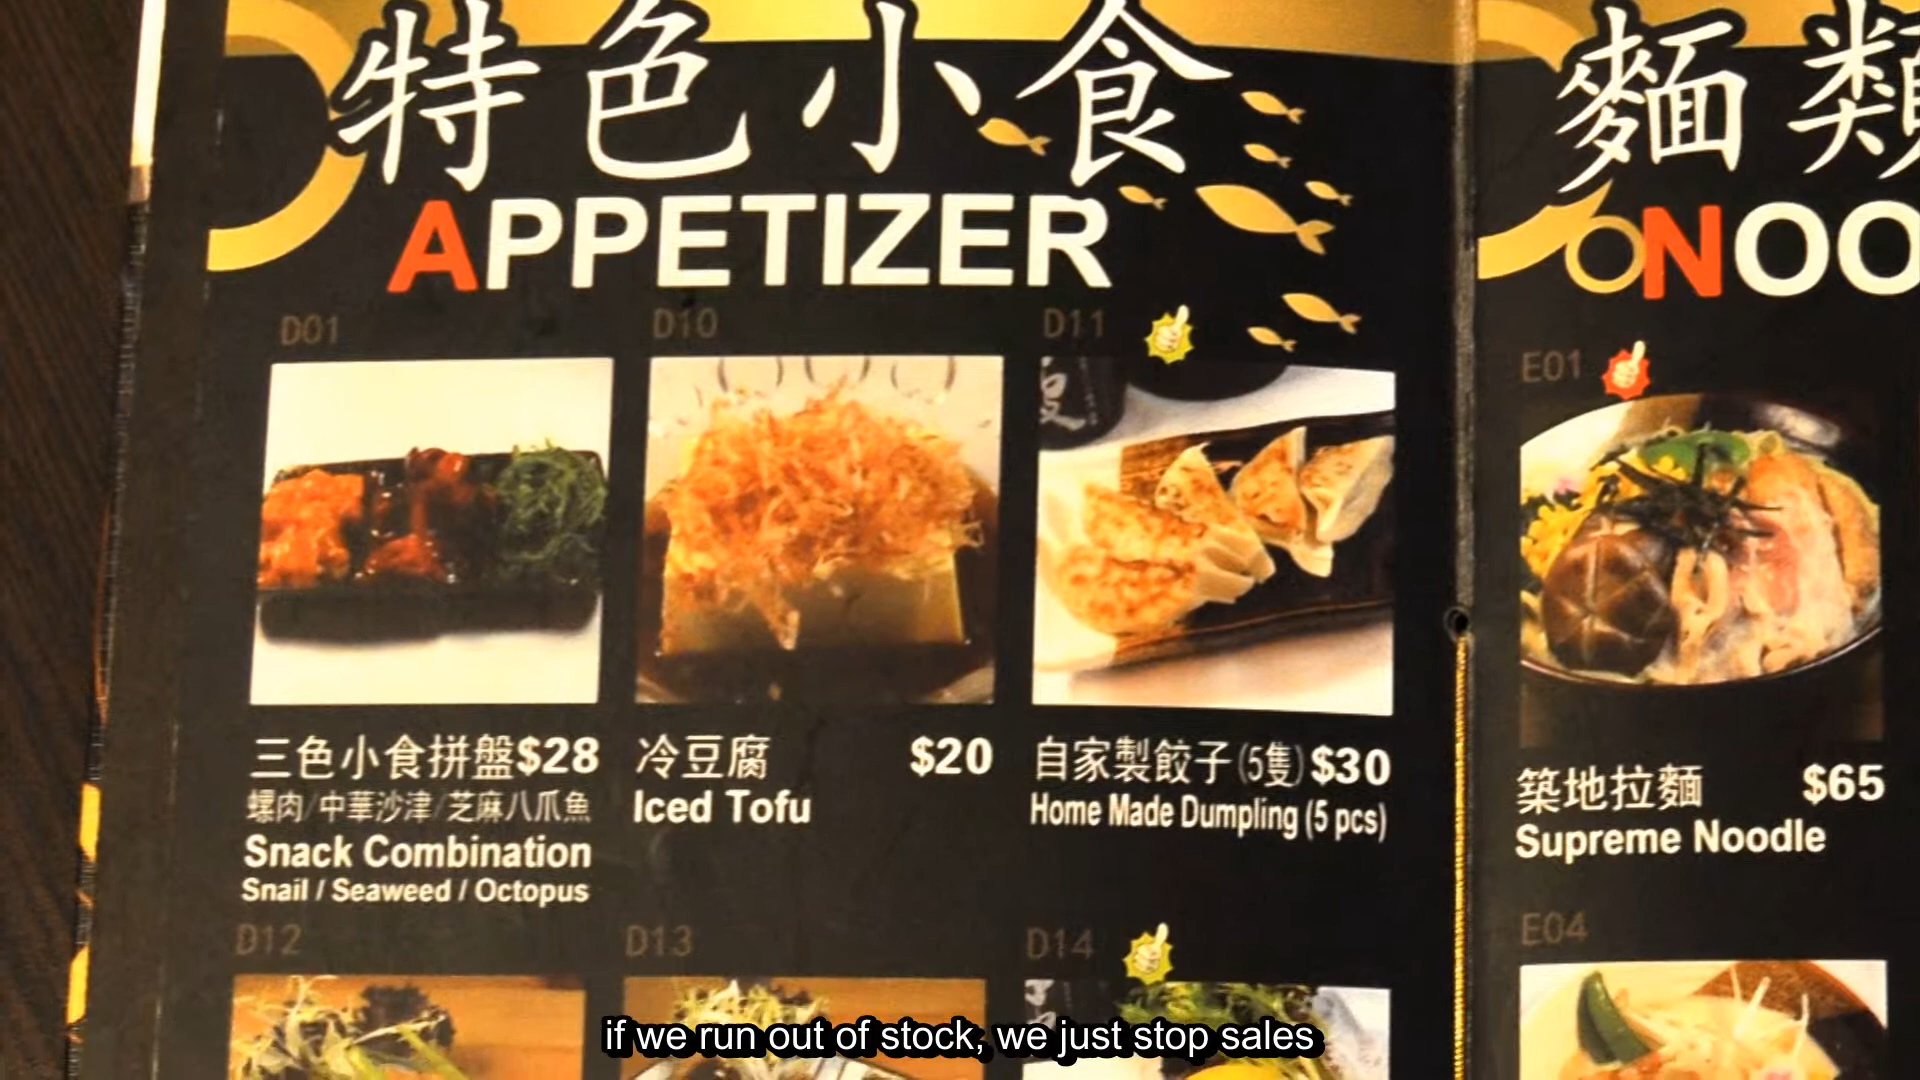 特色小食
APPETIZER
D01
三色小食拼盤$28
螺肉/中華沙津/芝麻八爪魚
Snack Combination
Snail / Seaweed / Octopus
D10
冷豆腐 $20
Iced Tofu
D11
自家製餃子(5隻) $30
Home Made Dumpling (5 pcs)
D12
D13
D14
麵類
NOO
E01
築地拉麵 $65
Supreme Noodle
E04
if we run out of stock, we just stop sales